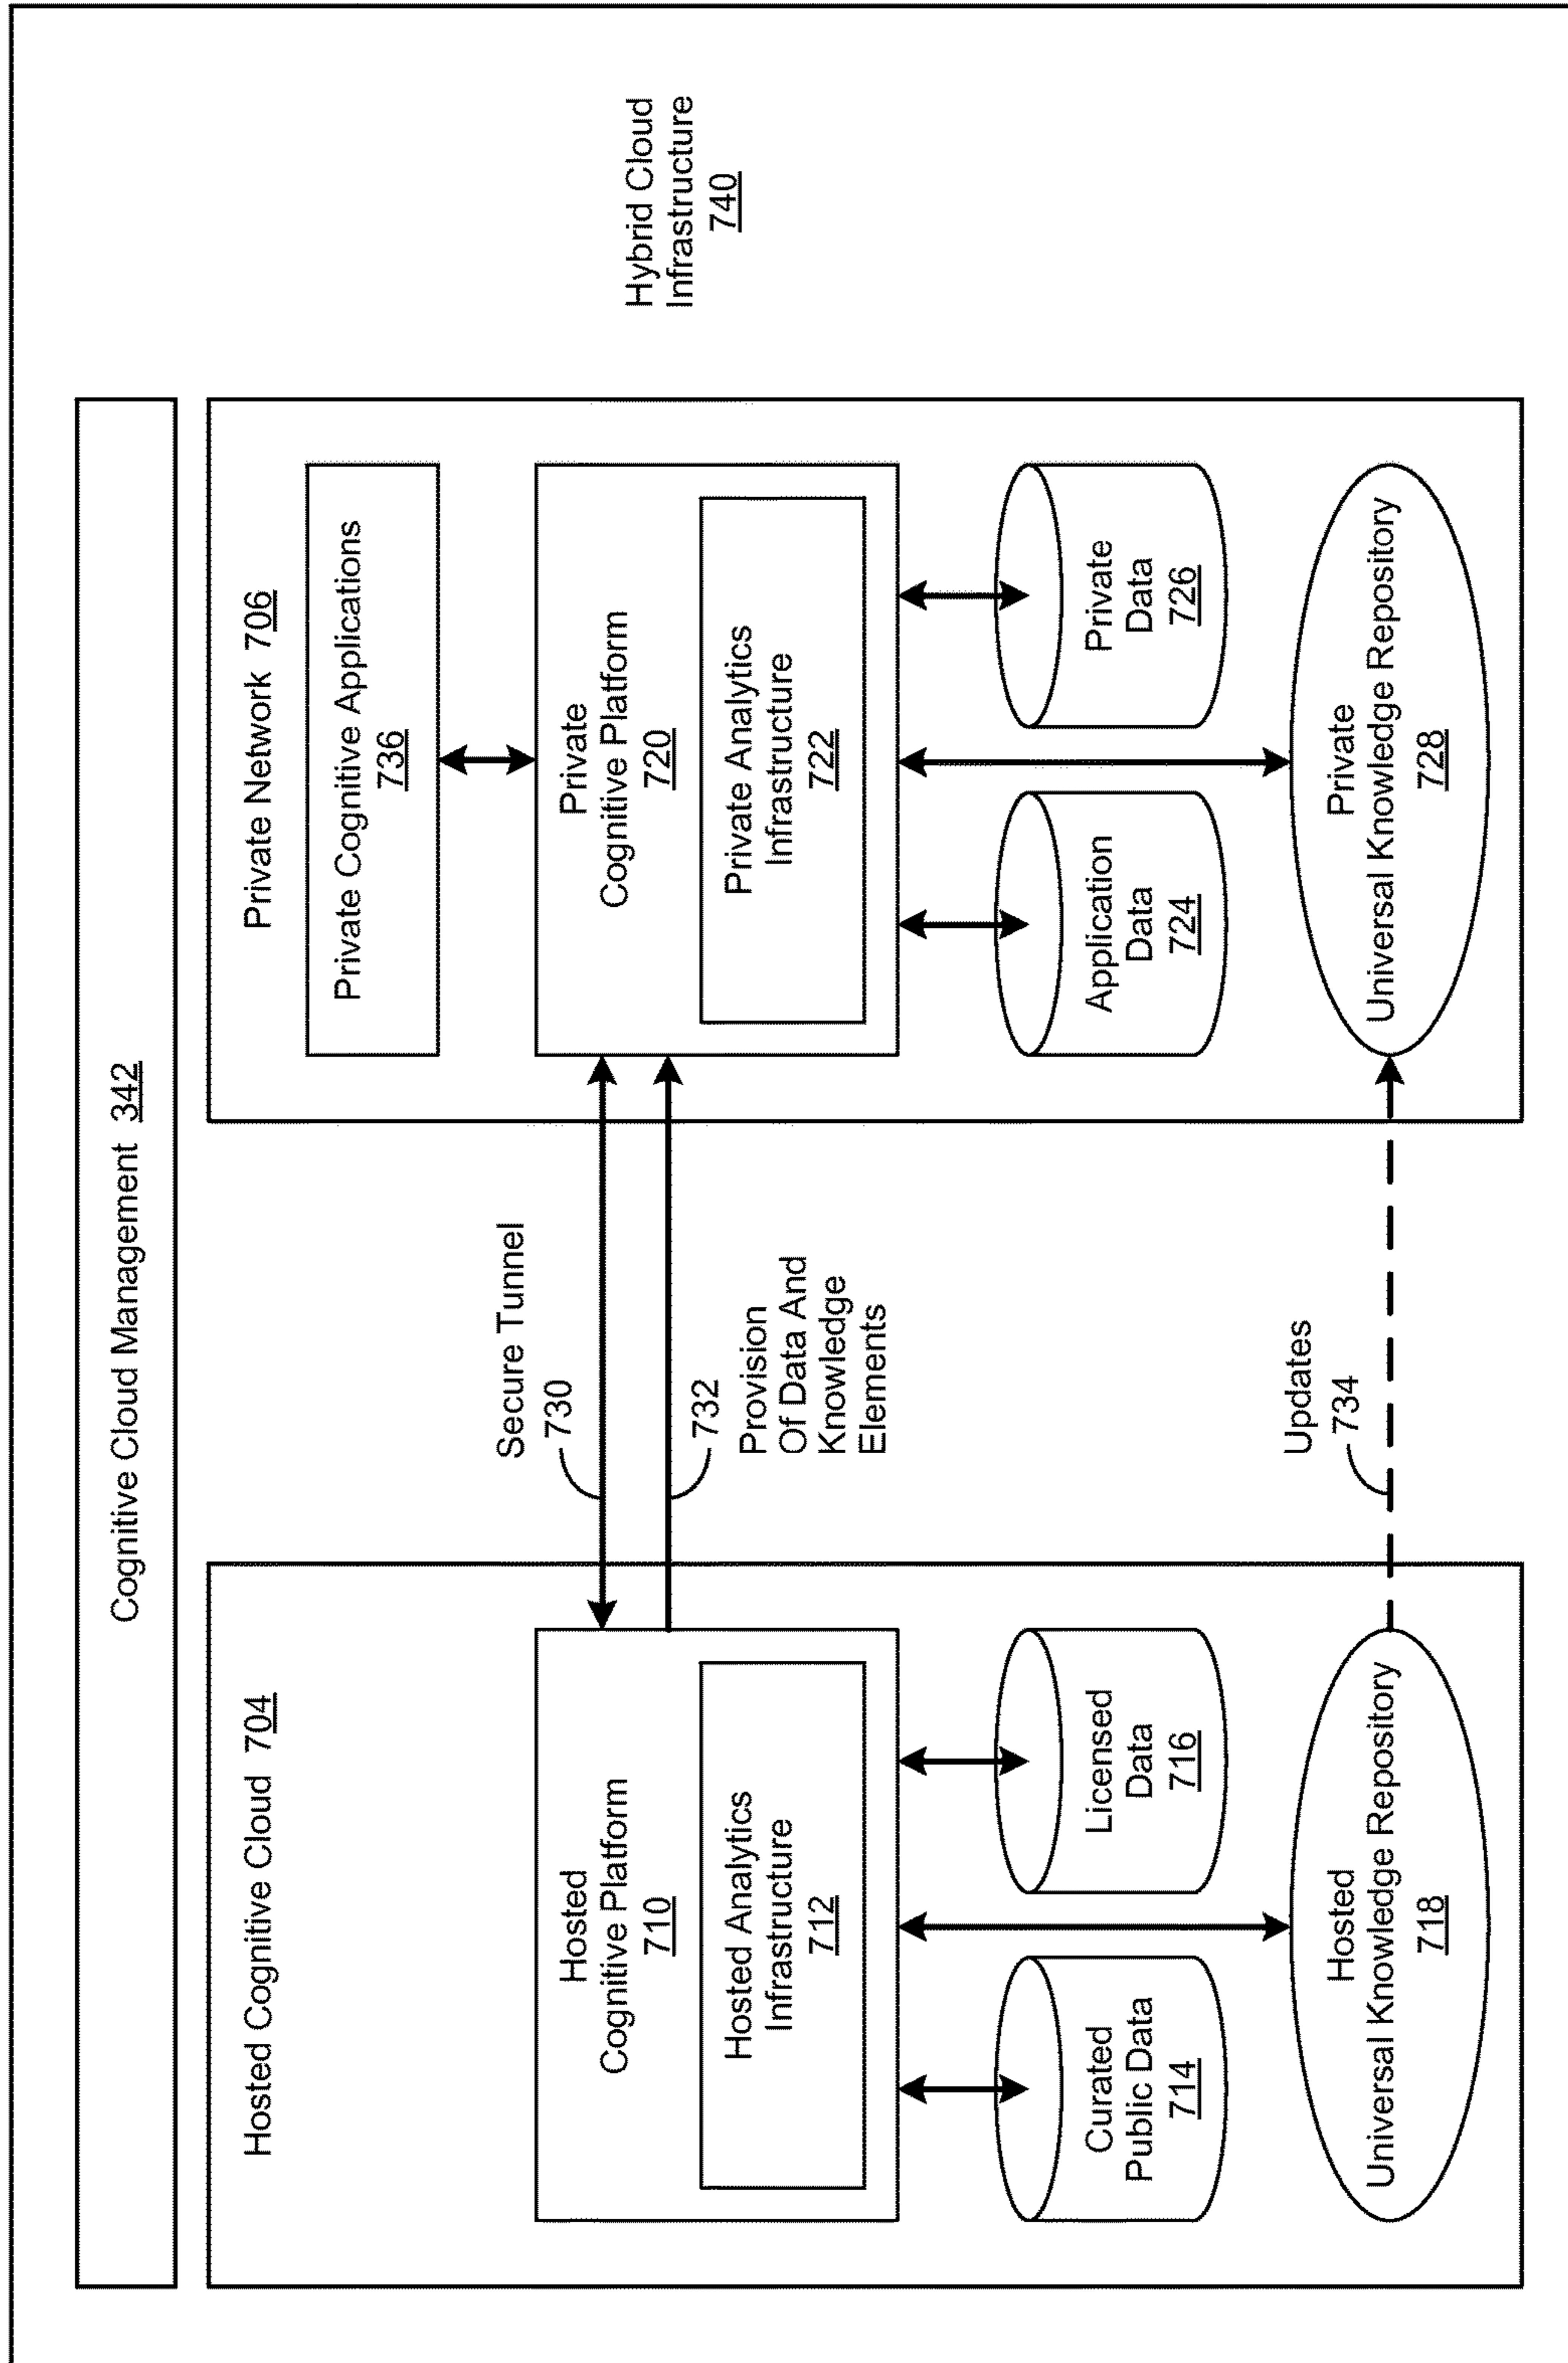 Cognitive Cloud Management 342
Hosted Cognitive Cloud 704
Hosted
Cognitive Platform
710
Hosted Analytics
Infrastructure
712
Curated
Public Data
714
Licensed
Data
716
Hosted
Universal Knowledge Repository
718
Secure Tunnel
730
732
Provision
Of Data And
Knowledge
Elements
Updates
734
Private Network 706
Private Cognitive Applications
736
Private
Cognitive Platform
720
Private Analytics
Infrastructure
722
Application
Data
724
Private
Data
726
Private
Universal Knowledge Repository
728
Hybrid Cloud
Infrastructure
740